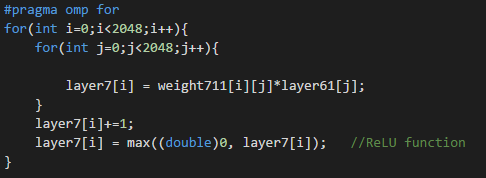 #pragma omp for
for(int i=0;i<2048;i++){
    for(int j=0;j<2048;j++){

        layer7[i] = weight711[i][j]*layer61[j];
    }
    layer7[i]+=1;
    layer7[i] = max((double)0, layer7[i]);   //ReLU function
}